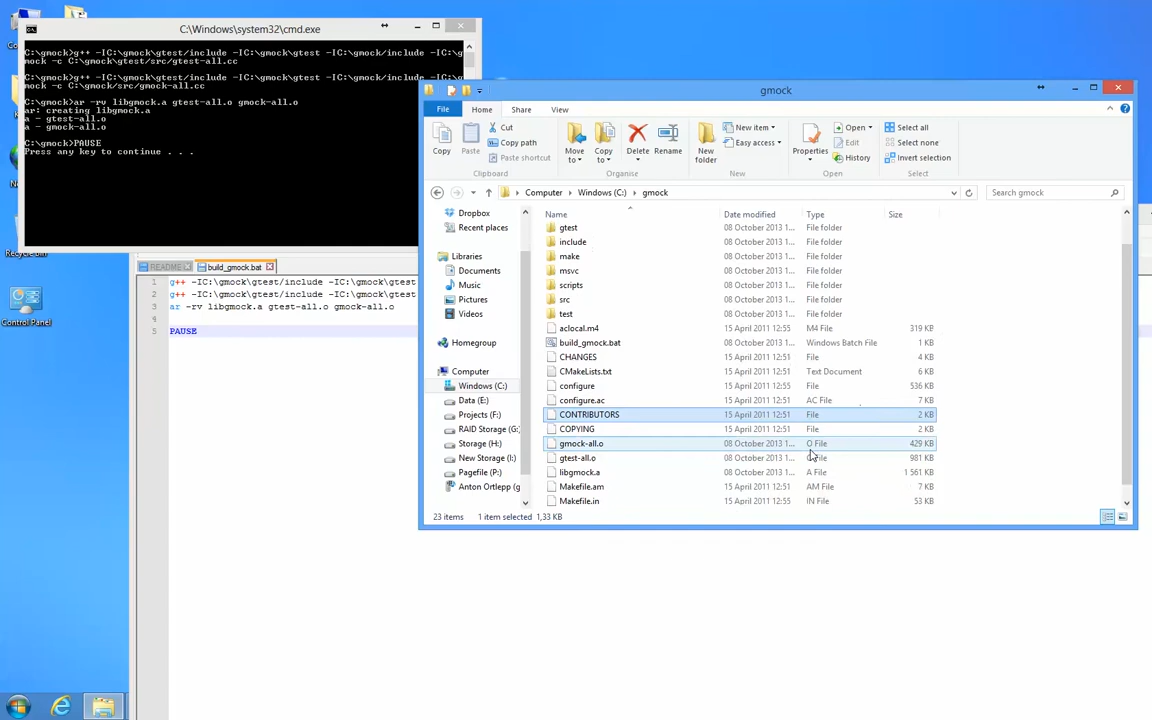 C:\Windows\system32\cmd.exe
C:\gmock>g++ -IC:\gmock\gtest/include -IC:\gmock\gtest -IC:\gmock/include -IC:\g
mock -c C:\gmock\gtest/src/gtest-all.cc
C:\gmock>g++ -IC:\gmock\gtest/include -IC:\gmock\gtest -IC:\gmock/include -IC:\g
mock -c C:\gmock/src/gmock-all.cc
C:\gmock>ar -rv libgmock.a gtest-all.o gmock-all.o
ar: creating libgmock.a
a - gtest-all.o
a - gmock-all.o
C:\gmock>PAUSE
Press any key to continue . . .
README
build_gmock.bat
1 g++ -IC:\gmock\gtest/include -IC:\gmock\gtest
2 g++ -IC:\gmock\gtest/include -IC:\gmock\gtest
3 ar -rv libgmock.a gtest-all.o gmock-all.o
4
5 PAUSE
Control Panel
gmock
File Home Share View
Copy
Paste
Cut
Copy path
Paste shortcut
Clipboard
Move to
Copy to
Delete
Rename
Organise
New folder
New item
Easy access
New
Properties
Open
Edit
History
Open
Select all
Select none
Invert selection
Select
Computer Windows (C:) gmock
Search gmock
Dropbox
Recent places
Libraries
Documents
Music
Pictures
Videos
Homegroup
Computer
Windows (C:)
Data (E:)
Projects (F:)
RAID Storage (G:
Storage (H:)
New Storage (I:)
Pagefile (P:)
Anton Ortlepp (g
Name Date modified Type Size
gtest 08 October 2013 1... File folder
include 08 October 2013 1... File folder
make 08 October 2013 1... File folder
msvc 08 October 2013 1... File folder
scripts 08 October 2013 1... File folder
src 08 October 2013 1... File folder
test 08 October 2013 1... File folder
aclocal.m4 15 April 2011 12:55 M4 File 319 KB
build_gmock.bat 08 October 2013 1... Windows Batch File 1 KB
CHANGES 15 April 2011 12:51 File 4 KB
CMakeLists.txt 15 April 2011 12:51 Text Document 6 KB
configure 15 April 2011 12:55 File 536 KB
configure.ac 15 April 2011 12:51 AC File 7 KB
CONTRIBUTORS 15 April 2011 12:51 File 2 KB
COPYING 15 April 2011 12:51 File 2 KB
gmock-all.o 08 October 2013 1... O File 429 KB
gtest-all.o 08 October 2013 1... File 981 KB
libgmock.a 08 October 2013 1... A File 1 561 KB
Makefile.am 15 April 2011 12:51 AM File 7 KB
Makefile.in 15 April 2011 12:55 IN File 53 KB
23 items 1 item selected 1,33 KB